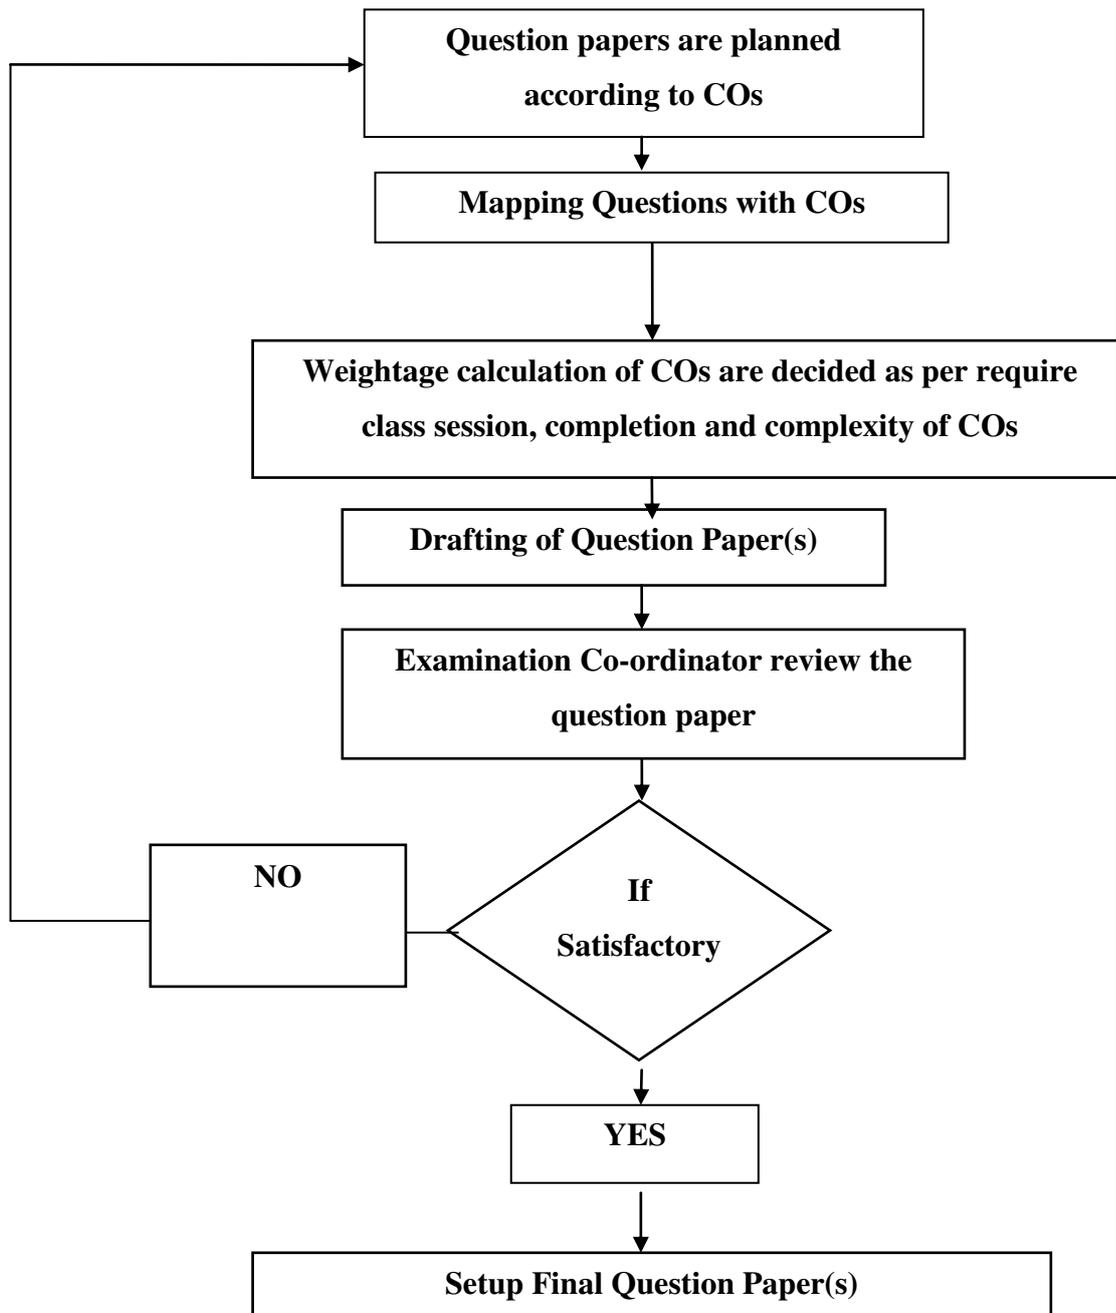 Question papers are planned
according to COs
Mapping Questions with COs
Weightage calculation of COs are decided as per require
class session, completion and complexity of COs
Drafting of Question Paper(s)
Examination Co-ordinator review the
question paper
NO
If
Satisfactory
YES
Setup Final Question Paper(s)